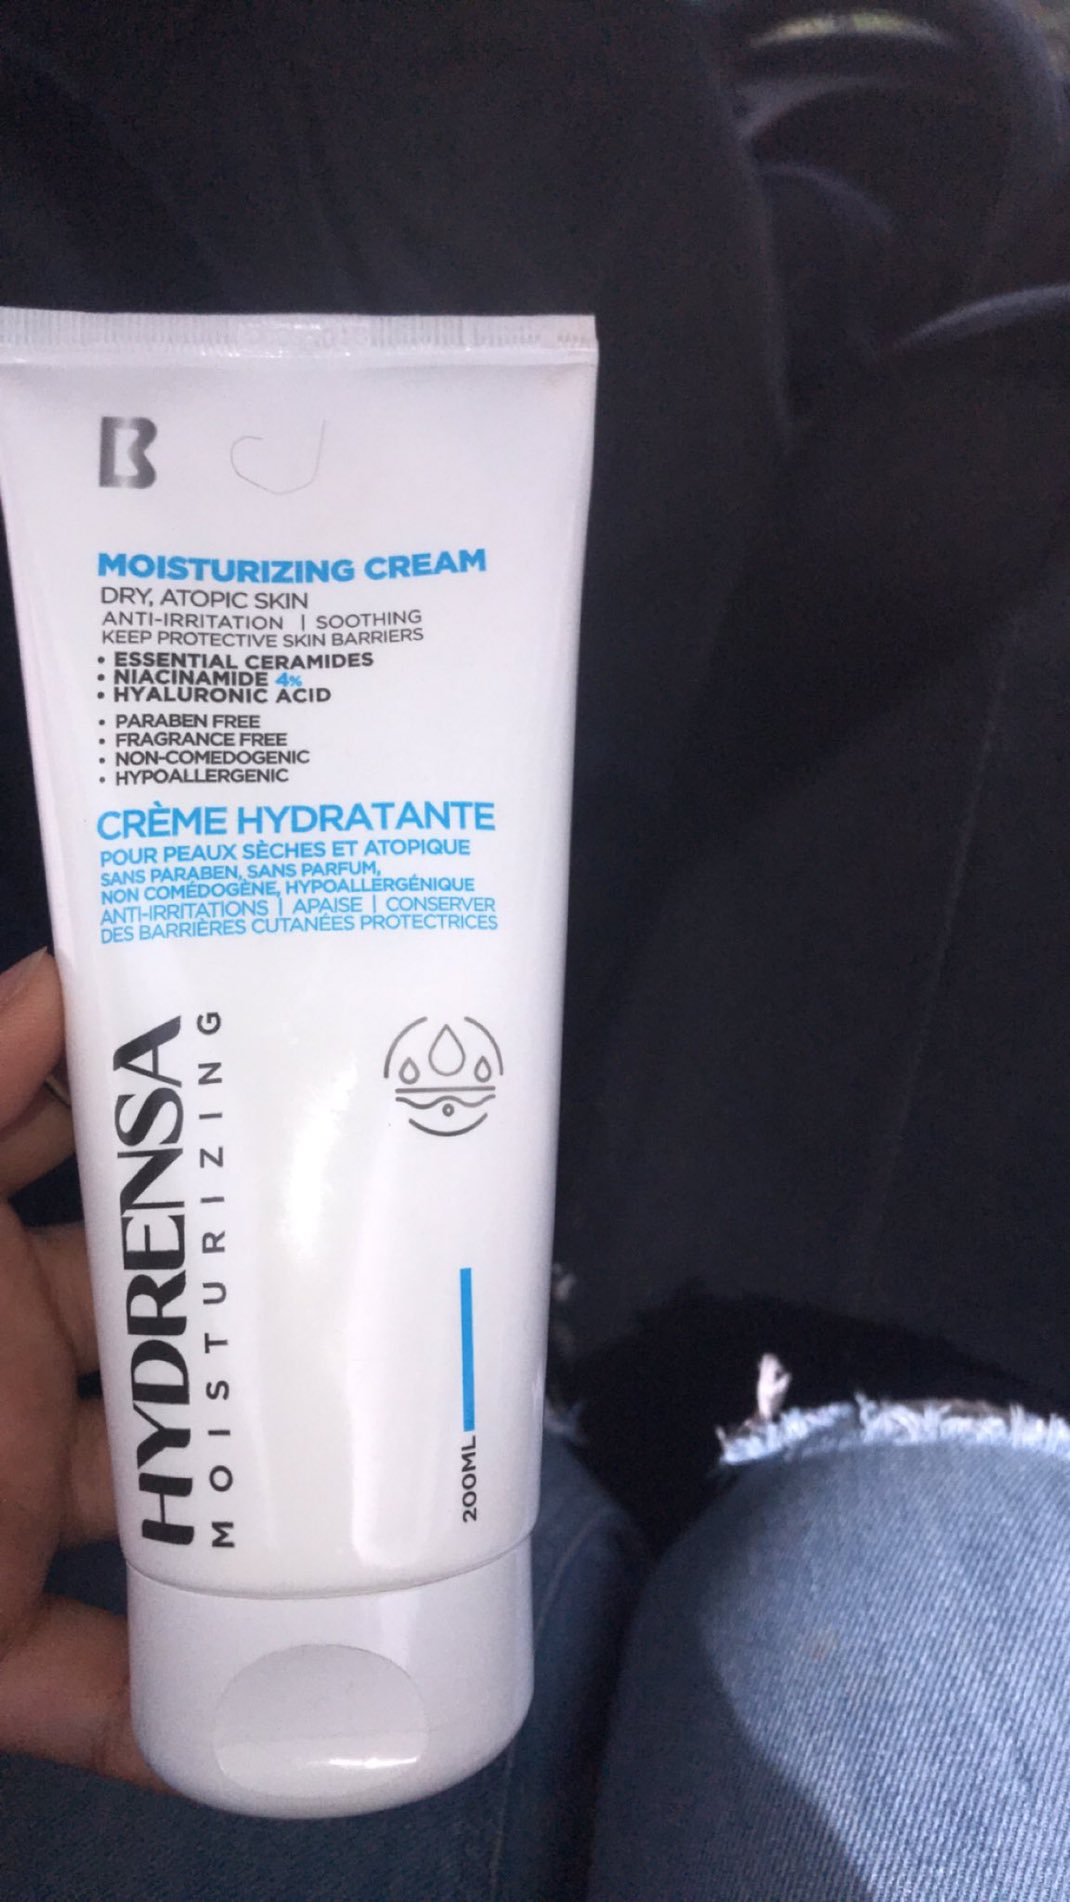 B
MOISTURIZING CREAM
DRY, ATOPIC SKIN
ANTI-IRRITATION | SOOTHING
KEEP PROTECTIVE SKIN BARRIERS
• ESSENTIAL CERAMIDES
• NIACINAMIDE 4%
• HYALURONIC ACID
• PARABEN FREE
• FRAGRANCE FREE
• NON-COMEDOGENIC
• HYPOALLERGENIC
CRÈME HYDRATANTE
POUR PEAUX SÈCHES ET ATOPIQUE
SANS PARABEN, SANS PARFUM,
NON COMÉDOGÈNE, HYPOALLERGÉNIQUE
ANTI-IRRITATIONS | APAISE | CONSERVER
DES BARRIÈRES CUTANÉES PROTECTRICES
HYDRENSA
MOISTURIZING
200ML